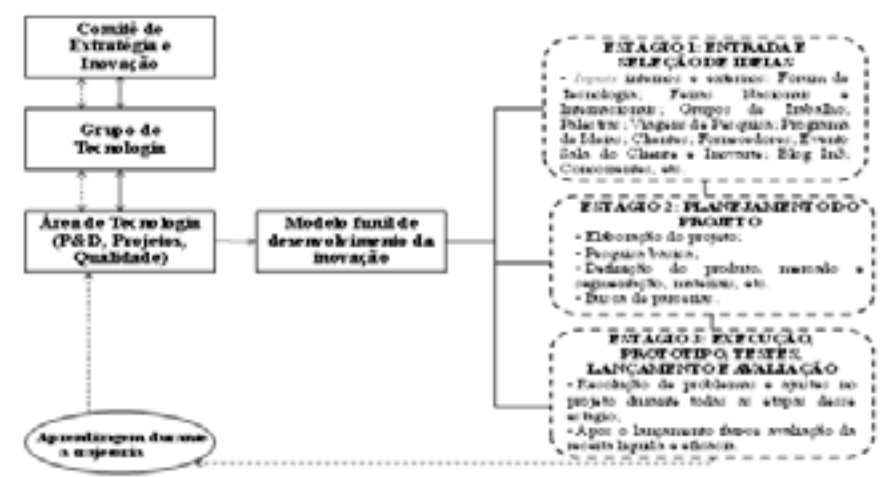 Comitê de
Estratégia e
Inovação
Grupo de
Tecnologia
Área de Tecnologia
(P&D, Projetos,
Qualidade)
Modelo funil de
desenvolvimento da
inovação
ESTÁGIO 1: ENTRADA E
SELEÇÃO DE IDEIAS
- Inputs internos e externos: Fórum de
Tecnologia; Feiras Nacionais e
Internacionais; Grupos de Trabalho;
Palestras; Viagens de Pesquisa; Programa
de Ideias; Clientes; Fornecedores; Evento
Sala do Cliente e Inovarte; Blog In3;
Concorrentes, etc.
ESTÁGIO 2: PLANEJAMENTO DO
PROJETO
- Elaboração do projeto;
- Pesquisa básica;
- Definição do produto, mercado e
segmentação, materiais, etc.
- Busca de parcerias.
ESTÁGIO 3: EXECUÇÃO,
PROTÓTIPO, TESTES,
LANÇAMENTO E AVALIAÇÃO
- Resolução de problemas e ajustes no
projeto durante todas as etapas desse
estágio;
- Após o lançamento faz-se avaliação da
receita líquida e eficácia.
Aprendizagem durante
a trajetória